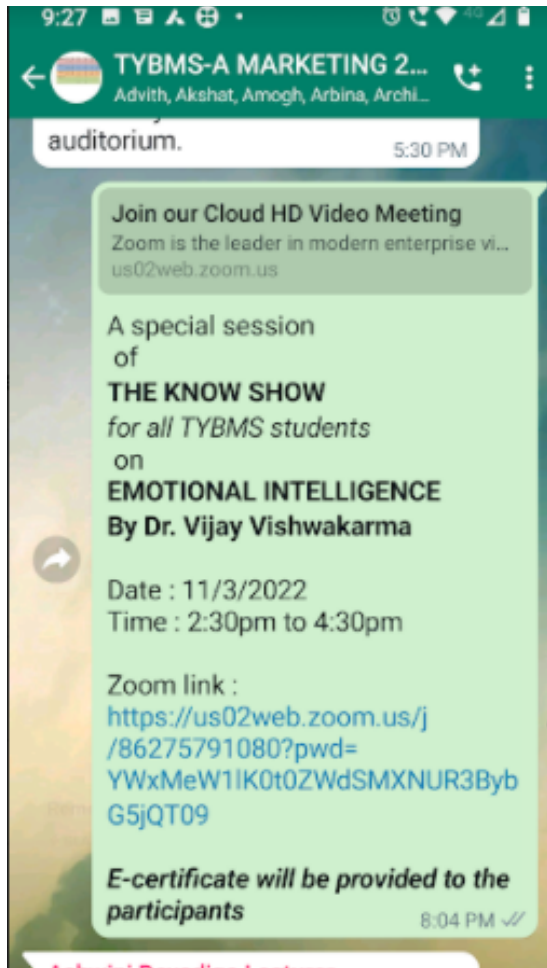 9:27
4G
TYBMS-A MARKETING 2...
Advith, Akshat, Amogh, Arbina, Archi...
auditorium.
5:30 PM
Join our Cloud HD Video Meeting
Zoom is the leader in modern enterprise vi...
us02web.zoom.us
A special session
of
THE KNOW SHOW
for all TYBMS students
on
EMOTIONAL INTELLIGENCE
By Dr. Vijay Vishwakarma
Date : 11/3/2022
Time : 2:30pm to 4:30pm
Zoom link :
https://us02web.zoom.us/j
/86275791080?pwd=
YWxMeW1lK0t0ZWdSMXNUR3Byb
G5jQT09
E-certificate will be provided to the
participants
8:04 PM